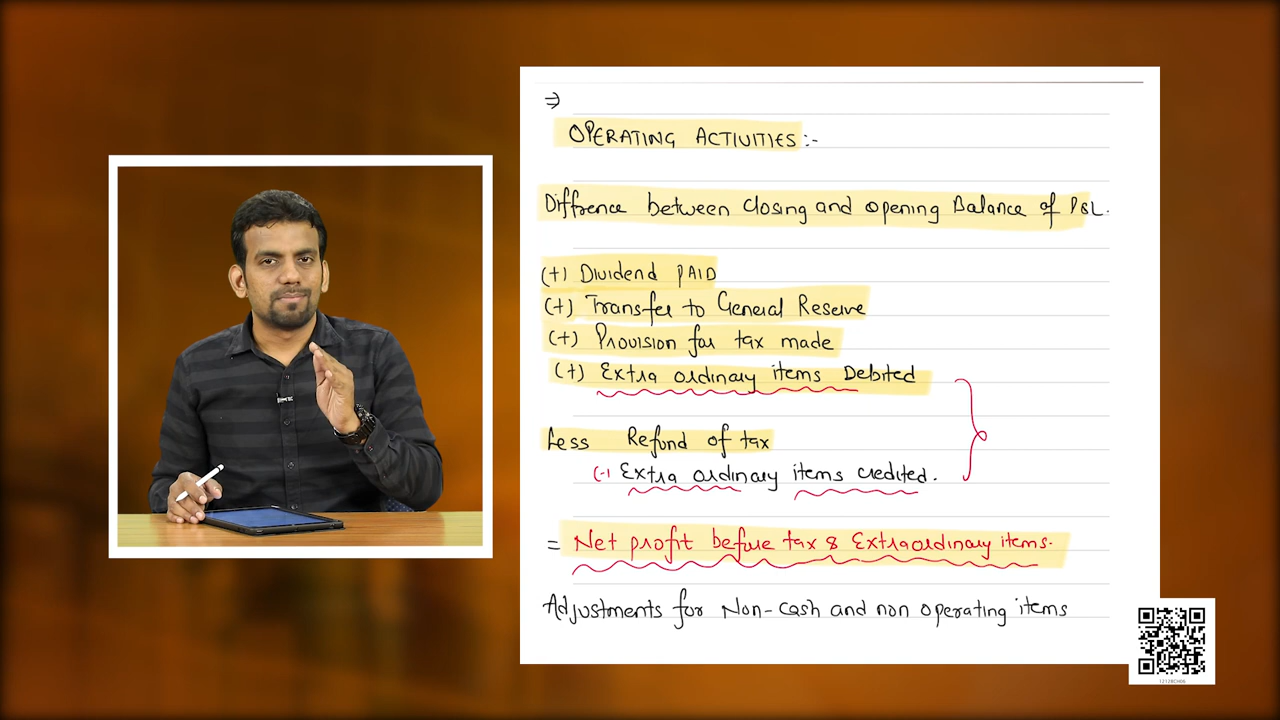 ⇒
OPERATING ACTIVITIES:-
Diffrence between Closing and opening Balance of P&L.
(+) Dividend PAID
(+) Transfer to General Reserve
(+) Provision for tax made
(+) Extra ordinary items Debited
Less Refund of tax
(-) Extra ordinary items credited.
= Net profit before tax & Extraordinary items.
Adjustments for Non-Cash and non operating items
1212BCH06